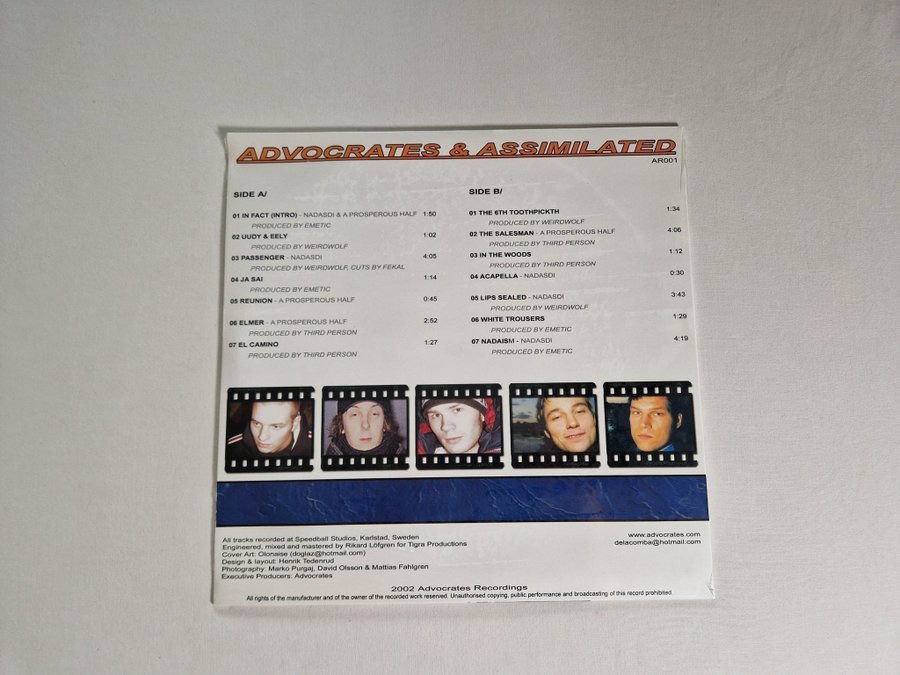 ADVOCRATES & ASSIMILATED
AR001
SIDE A/
01 IN FACT (INTRO) - NADASDI & A PROSPEROUS HALF 1:50
PRODUCED BY EMETIC
02 UUDY & EELY 1:02
PRODUCED BY WEIRDWOLF
03 PASSENGER - NADASDI 4:05
PRODUCED BY WEIRDWOLF, CUTS BY FEKAL
04 JA SAI 1:14
PRODUCED BY EMETIC
05 REUNION - A PROSPEROUS HALF 0:45
06 ELMER - A PROSPEROUS HALF 2:52
PRODUCED BY THIRD PERSON
07 EL CAMINO 1:27
PRODUCED BY THIRD PERSON
SIDE B/
01 THE 6TH TOOTHPICKTH 1:34
PRODUCED BY WEIRDWOLF
02 THE SALESMAN - A PROSPEROUS HALF 4:06
PRODUCED BY THIRD PERSON
03 IN THE WOODS 1:12
PRODUCED BY THIRD PERSON
04 ACAPELLA - NADASDI 0:30
05 LIPS SEALED - NADASDI 3:43
PRODUCED BY WEIRDWOLF
06 WHITE TROUSERS 1:29
PRODUCED BY EMETIC
07 NADAISM - NADASDI 4:19
PRODUCED BY EMETIC
All tracks recorded at Speedball Studios, Karlstad, Sweden
Engineered, mixed and mastered by Rikard Löfgren for Tigra Productions
Cover Art: Olonaise (doglaz@hotmail.com)
Design & layout: Henrik Tedenrud
Photography: Marko Purgaj, David Olsson & Mattias Fahlgren
Executive Producers: Advocrates
www.advocrates.com
delacomba@hotmail.com
2002 Advocrates Recordings
All rights of the manufacturer and of the owner of the recorded work reserved. Unauthorised copying, public performance and broadcasting of this record prohibited.